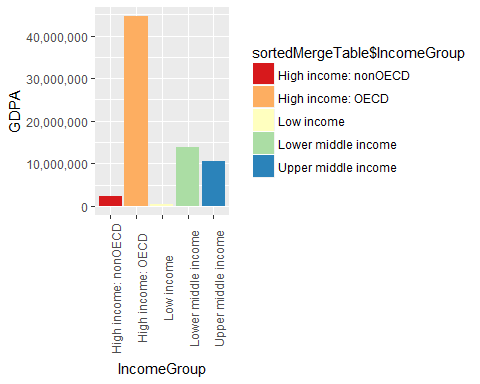 GDPA
40,000,000
30,000,000
20,000,000
10,000,000
0
High income: nonOECD
High income: OECD
Low income
Lower middle income
Upper middle income
IncomeGroup
sortedMergeTable$IncomeGroup
High income: nonOECD
High income: OECD
Low income
Lower middle income
Upper middle income